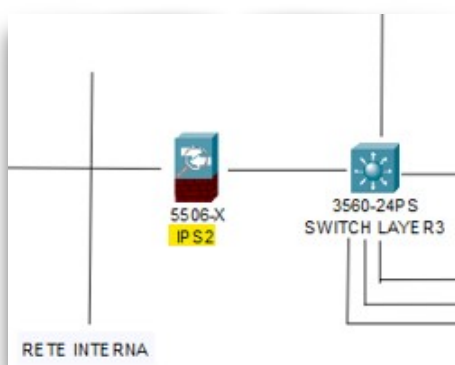 5506-X
IPS2
3560-24PS
SWITCH LAYER3
RETE INTERNA